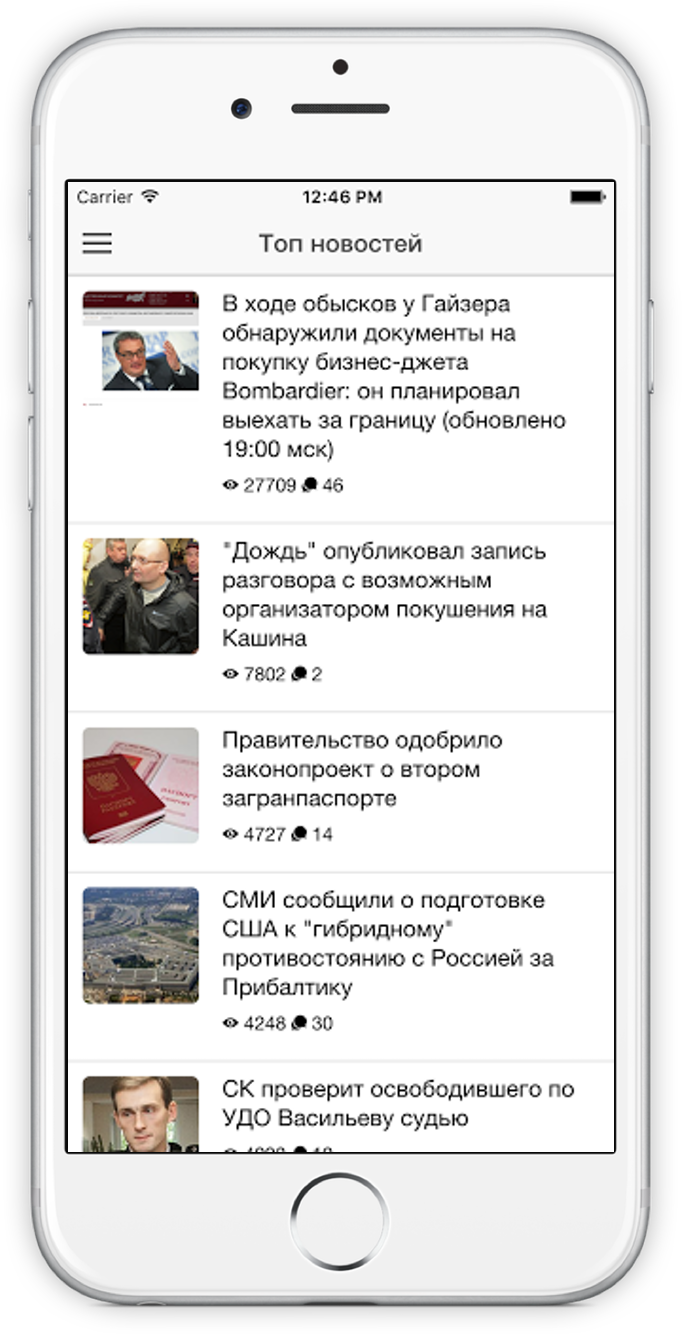 Carrier 12:46 PM
Топ новостей
В ходе обысков у Гайзера
обнаружили документы на
покупку бизнес-джета
Bombardier: он планировал
выехать за границу (обновлено
19:00 мск)
27709 46
"Дождь" опубликовал запись
разговора с возможным
организатором покушения на
Кашина
7802 2
Правительство одобрило
законопроект о втором
загранпаспорте
4727 14
СМИ сообщили о подготовке
США к "гибридному"
противостоянию с Россией за
Прибалтику
4248 30
СК проверит освободившего по
УДО Васильеву судью